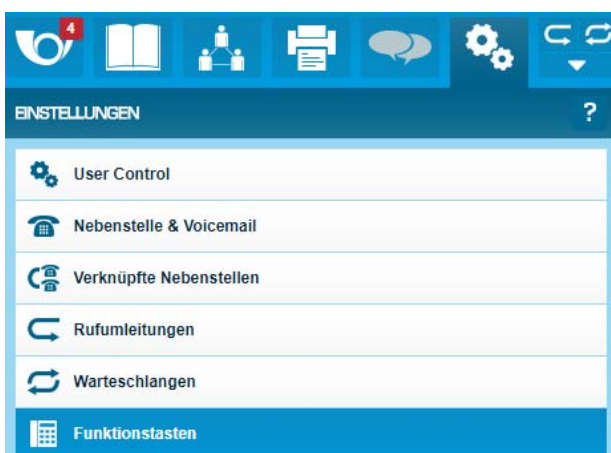 4
EINSTELLUNGEN ?
User Control
Nebenstelle & Voicemail
Verknüpfte Nebenstellen
Rufumleitungen
Warteschlangen
Funktionstasten